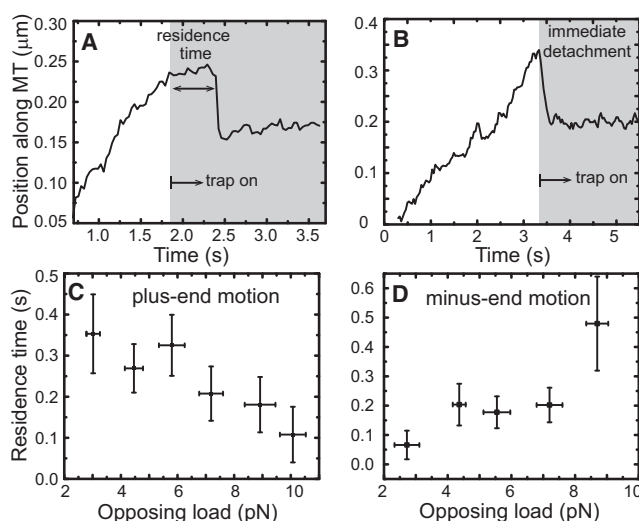 A
residence
time
trap on
Position along MT (µm)
0.30
0.25
0.20
0.15
0.10
0.05
1.0 1.5 2.0 2.5 3.0 3.5
Time (s)
B
immediate
detachment
trap on
0.4
0.3
0.2
0.1
0
0 1 2 3 4 5
Time (s)
C
plus-end motion
Residence time (s)
0.5
0.4
0.3
0.2
0.1
0.0
2 4 6 8 10
Opposing load (pN)
D
minus-end motion
0.6
0.5
0.4
0.3
0.2
0.1
0.0
2 4 6 8 10
Opposing load (pN)